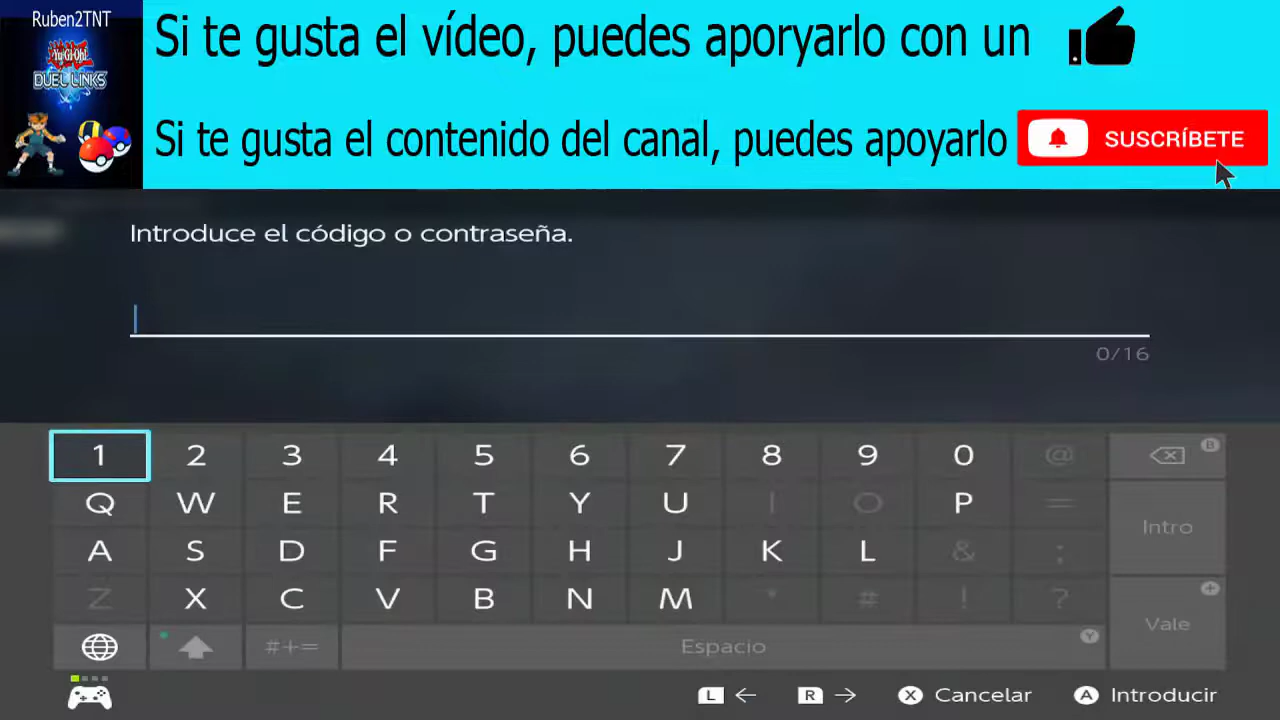 Ruben2TNT
Yu-Gi-Oh!
DUEL LINKS
Si te gusta el vídeo, puedes aporyarlo con un
Si te gusta el contenido del canal, puedes apoyarlo
SUSCRÍBETE
Introduce el código o contraseña.
0/16
1 2 3 4 5 6 7 8 9 0 @ B
Q W E R T Y U I O P = Intro
A S D F G H J K L & ;
Z X C V B N M * # ! ? + Vale
#+= Espacio Y
L ← R → X Cancelar A Introducir